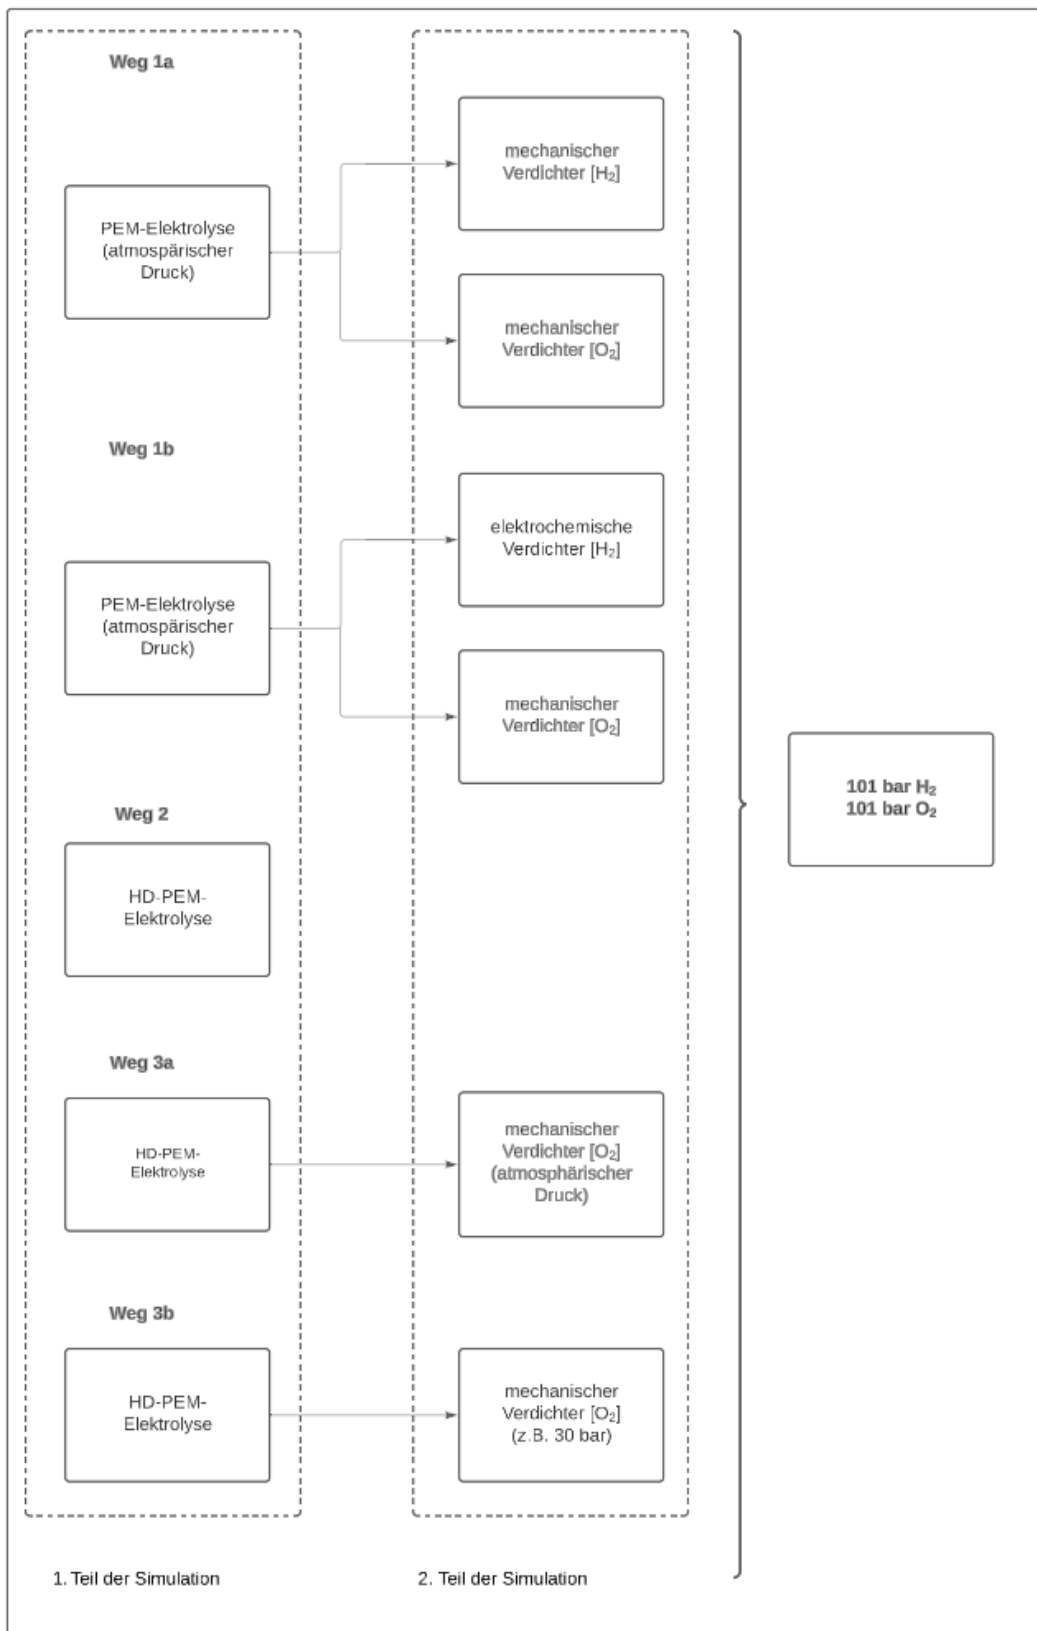 Weg 1a
PEM-Elektrolyse
(atmospärischer
Druck)
mechanischer
Verdichter [H₂]
mechanischer
Verdichter [O₂]
Weg 1b
PEM-Elektrolyse
(atmospärischer
Druck)
elektrochemische
Verdichter [H₂]
mechanischer
Verdichter [O₂]
Weg 2
HD-PEM-
Elektrolyse
101 bar H₂
101 bar O₂
Weg 3a
HD-PEM-
Elektrolyse
mechanischer
Verdichter [O₂]
(atmosphärischer
Druck)
Weg 3b
HD-PEM-
Elektrolyse
mechanischer
Verdichter [O₂]
(z.B. 30 bar)
1. Teil der Simulation
2. Teil der Simulation